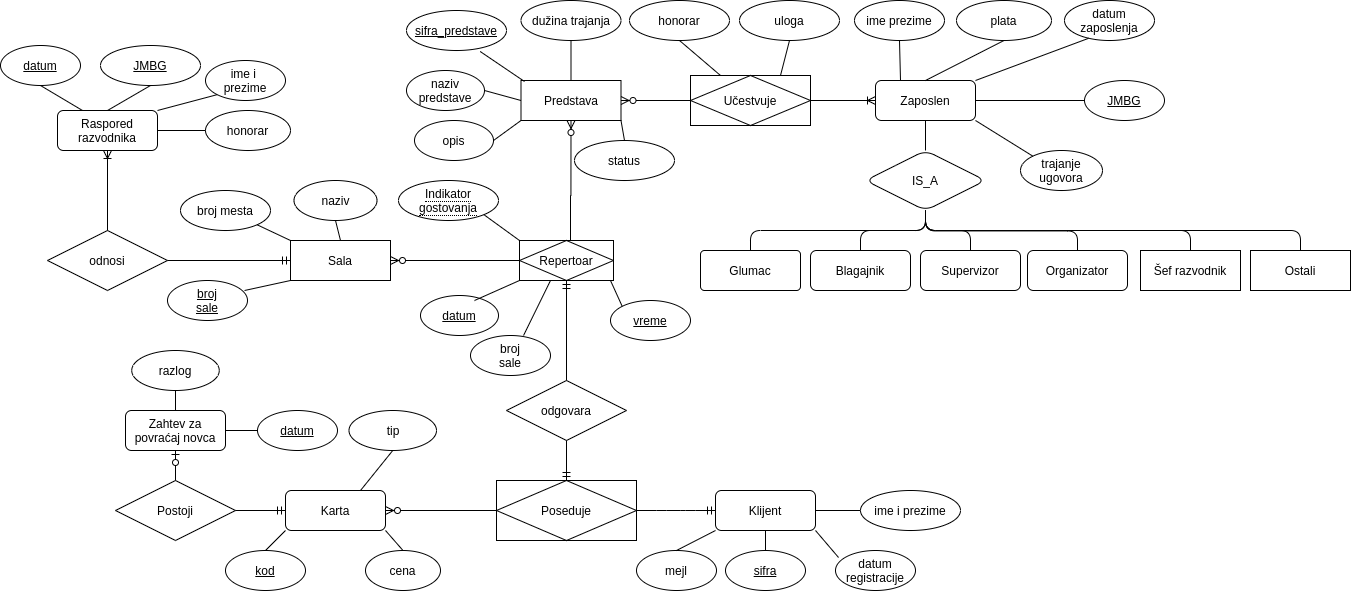 sifra_predstave
dužina trajanja
honorar
uloga
ime prezime
plata
datum
zaposlenja
datum
JMBG
ime i
prezime
naziv
predstave
Predstava
Učestvuje
Zaposlen
JMBG
Raspored
razvodnika
honorar
opis
status
trajanje
ugovora
IS_A
broj mesta
naziv
Indikator
gostovanja
odnosi
Sala
Repertoar
Glumac
Blagajnik
Supervizor
Organizator
Šef razvodnik
Ostali
broj
sale
datum
vreme
broj
sale
razlog
Zahtev za
povraćaj novca
datum
tip
odgovara
Postoji
Karta
Poseduje
Klijent
ime i prezime
kod
cena
mejl
sifra
datum
registracije